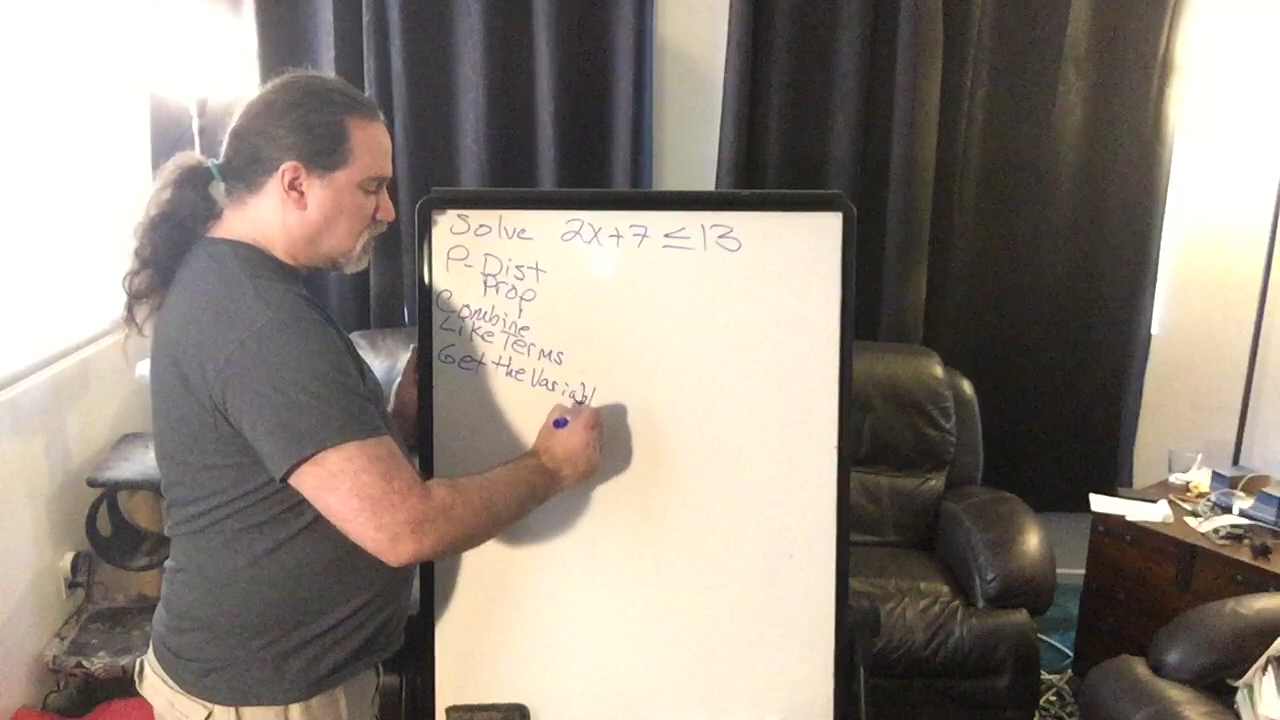 Solve 2x+7 ≤ 13
P-Dist
Prop
Combine
Like Terms
Get the Variabl